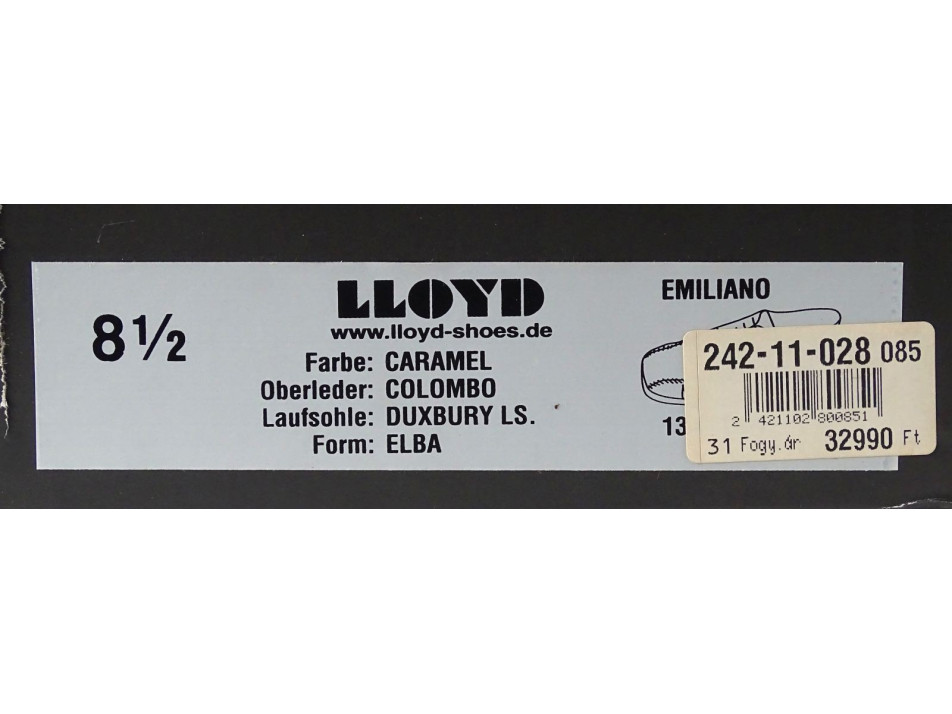 8½
LLOYD
www.lloyd-shoes.de
Farbe: CARAMEL
Oberleder: COLOMBO
Laufsohle: DUXBURY LS.
Form: ELBA
EMILIANO
13
242-11-028 085
2 421102 800851
31 Fogy.ár 32990 Ft